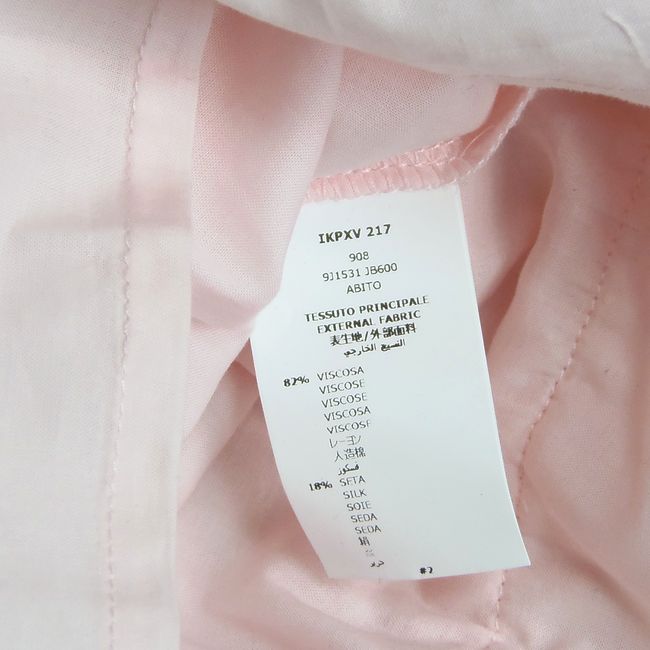 IKPXV 217
908
9J1531 JB600
ABITO
TESSUTO PRINCIPALE
EXTERNAL FABRIC
表生地/外部面料
النسيج الخارجي
82% VISCOSA
VISCOSE
VISCOSE
VISCOSA
VISCOSE
レーヨン
人造棉
فسكوز
18% SETA
SILK
SOIE
SEDA
SEDA
絹
حرير
#2